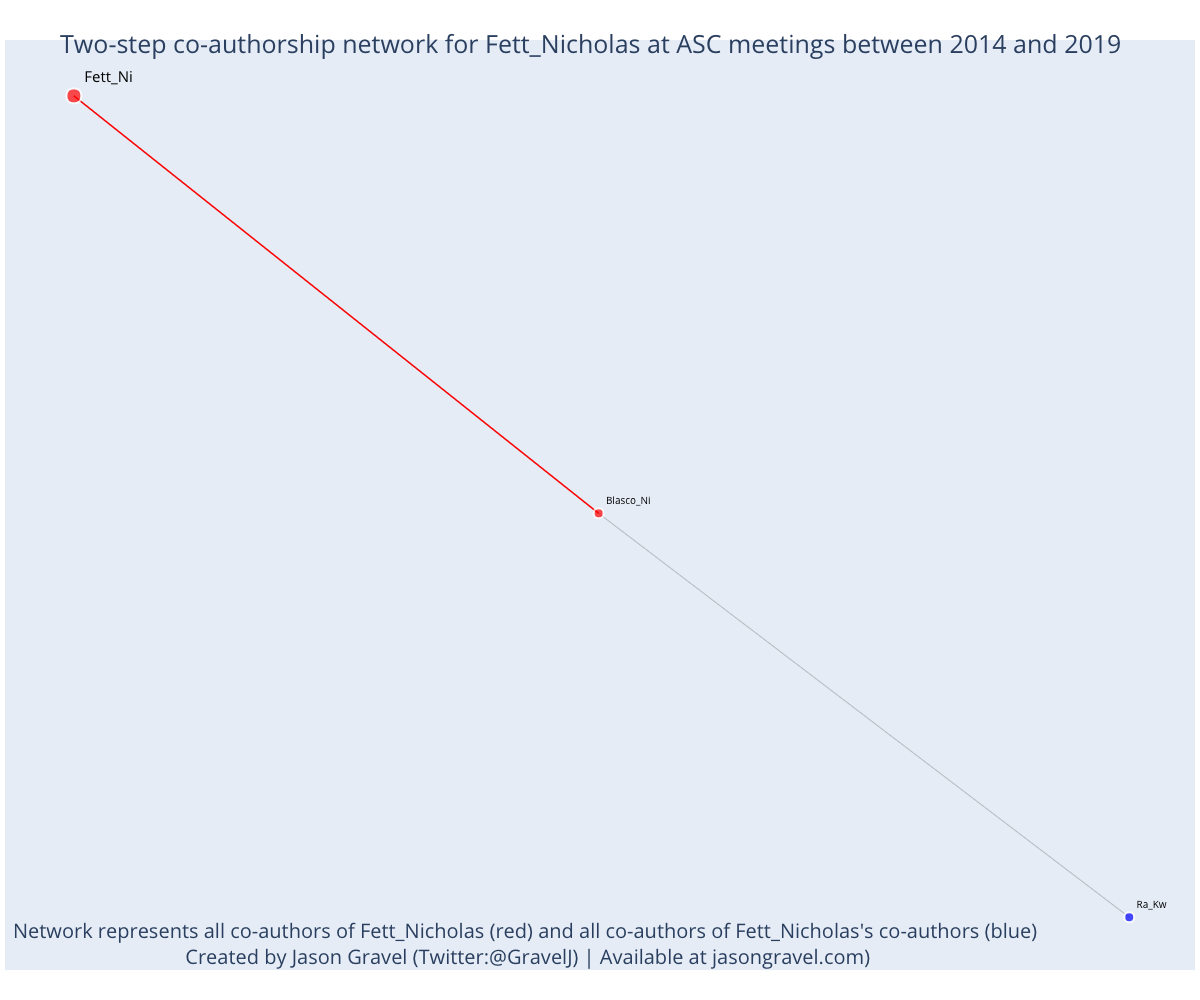 Two-step co-authorship network for Fett_Nicholas at ASC meetings between 2014 and 2019
Fett_Ni
Blasco_Ni
Ra_Kw
Network represents all co-authors of Fett_Nicholas (red) and all co-authors of Fett_Nicholas's co-authors (blue)
Created by Jason Gravel (Twitter:@GravelJ) | Available at jasongravel.com)